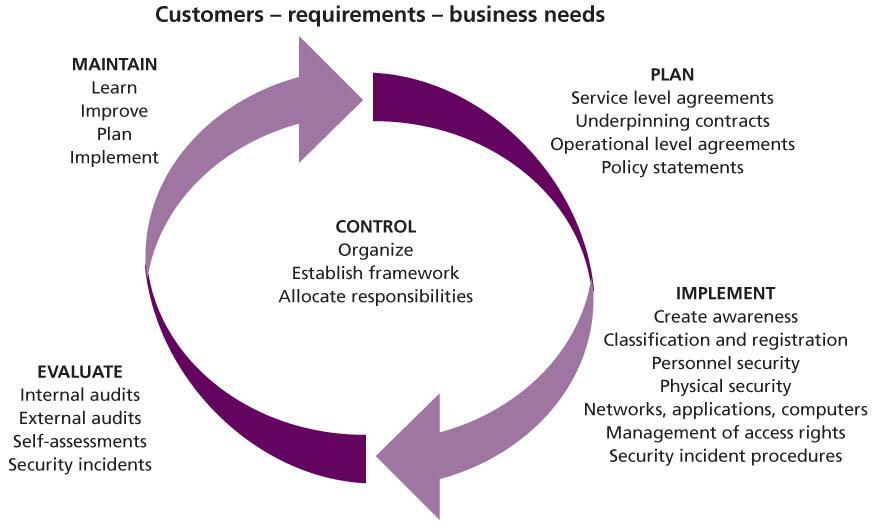 Customers – requirements – business needs
MAINTAIN
Learn
Improve
Plan
Implement
PLAN
Service level agreements
Underpinning contracts
Operational level agreements
Policy statements
CONTROL
Organize
Establish framework
Allocate responsibilities
IMPLEMENT
Create awareness
Classification and registration
Personnel security
Physical security
Networks, applications, computers
Management of access rights
Security incident procedures
EVALUATE
Internal audits
External audits
Self-assessments
Security incidents